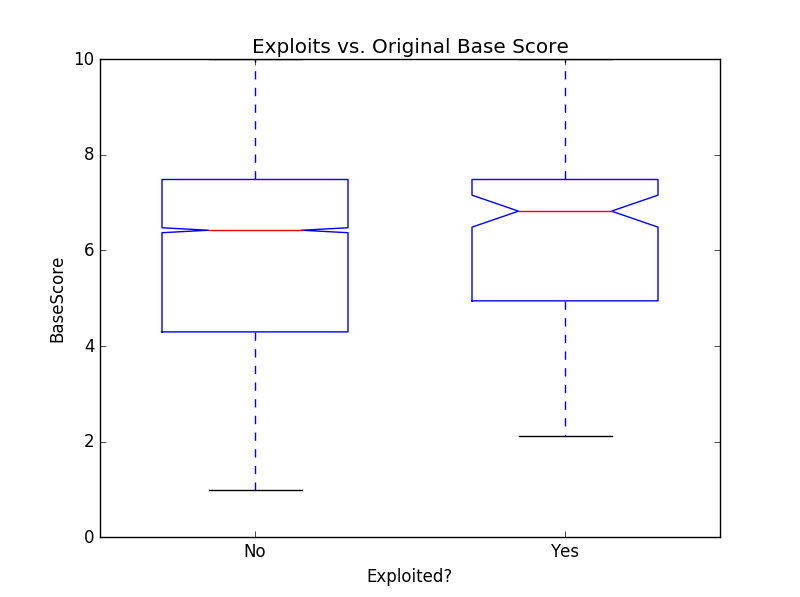 Exploits vs. Original Base Score
10
8
6
4
2
0
BaseScore
No
Yes
Exploited?